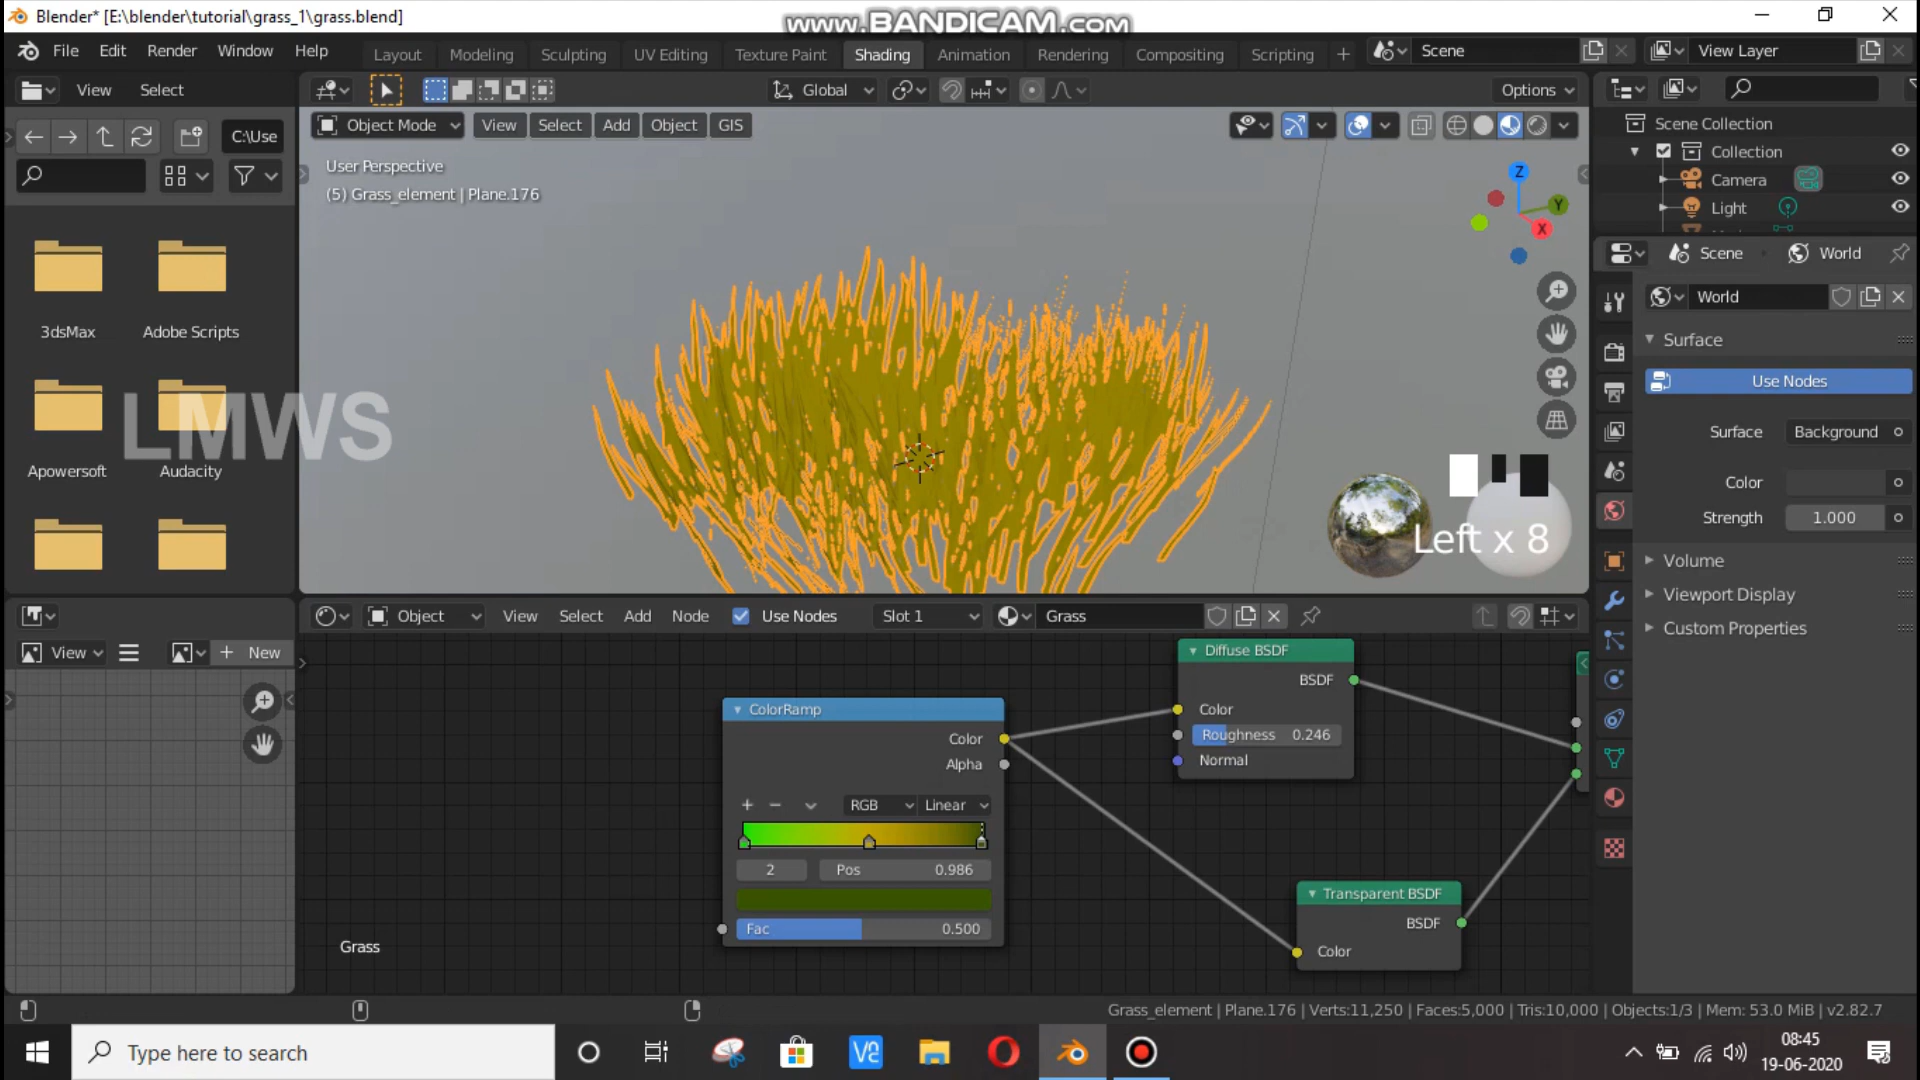 Blender* [E:\blender\tutorial\grass_1\grass.blend]
www.BANDICAM.com
File Edit Render Window Help
Layout Modeling Sculpting UV Editing Texture Paint Shading Animation Rendering Compositing Scripting +
Scene
View Layer
View Select
Global
Options
C:\Use
Object Mode View Select Add Object GIS
User Perspective
(5) Grass_element | Plane.176
Z
Y
X
Scene Collection
Collection
Camera
Light
Scene World
World
Surface
Use Nodes
Surface Background
Color
Strength 1.000
Volume
Viewport Display
Custom Properties
3dsMax Adobe Scripts
LMWS
Apowersoft Audacity
Left x 8
Object View Select Add Node Use Nodes Slot 1 Grass
View + New
Diffuse BSDF
BSDF
Color
Roughness 0.246
Normal
ColorRamp
Color
Alpha
+ − RGB Linear
2 Pos 0.986
Fac 0.500
Transparent BSDF
BSDF
Color
Grass
Grass_element | Plane.176 | Verts:11,250 | Faces:5,000 | Tris:10,000 | Objects:1/3 | Mem: 53.0 MiB | v2.82.7
Type here to search
08:45
19-06-2020